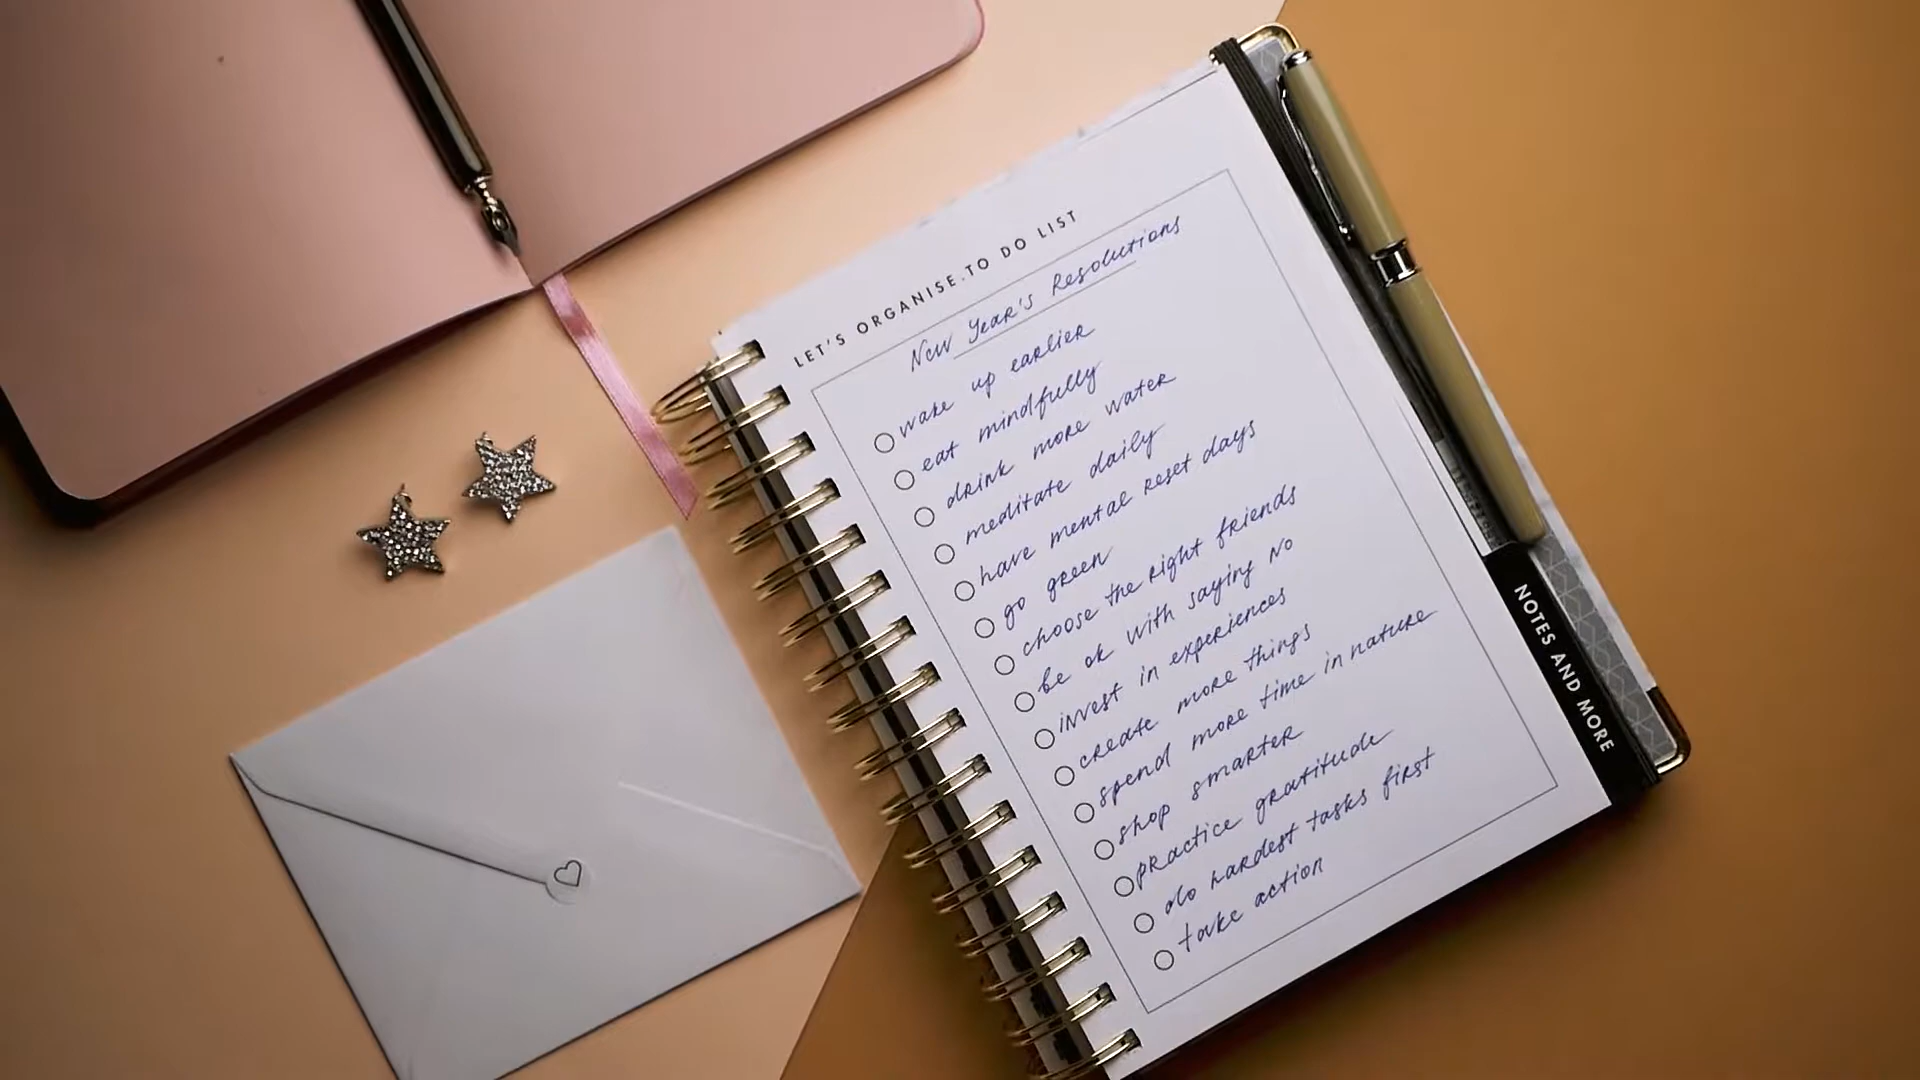 LET'S ORGANISE.TO DO LIST
New Year's Resolutions
wake up earlier
eat mindfully
drink more water
meditate daily
have mental reset days
go green
choose the right friends
be ok with saying NO
invest in experiences
create more things
spend more time in nature
shop smarter
practice gratitude
do hardest tasks first
take action
NOTES AND MORE